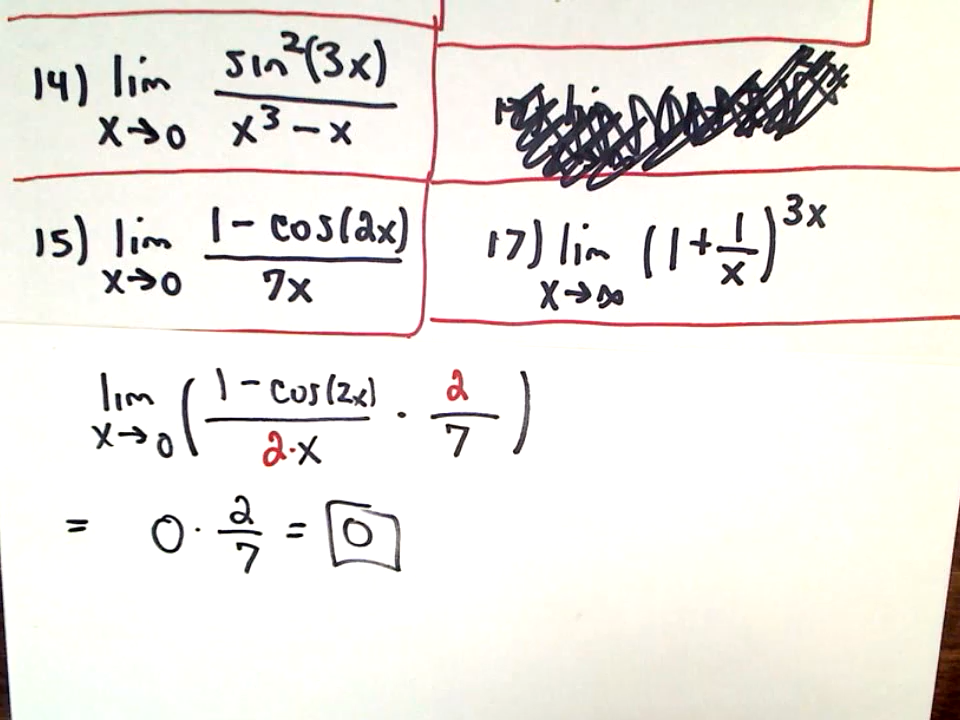 14) lim x→0 sin²(3x) / (x³ - x)
15) lim x→0 (1 - cos(2x)) / 7x
17) lim x→∞ (1 + 1/x)^3x
lim x→0 ( (1 - cos(2x)) / (2·x) · 2/7 )
= 0 · 2/7 = 0